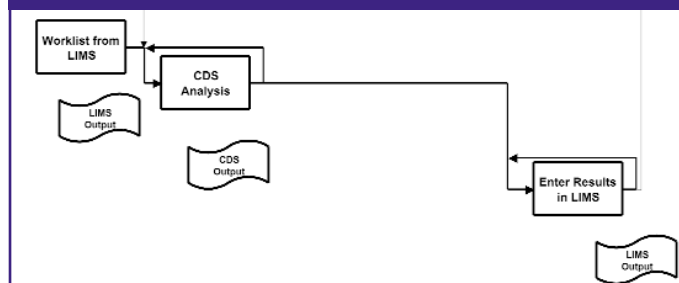 Worklist from
LIMS
CDS
Analysis
LIMS
Output
CDS
Output
Enter Results
in LIMS
LIMS
Output